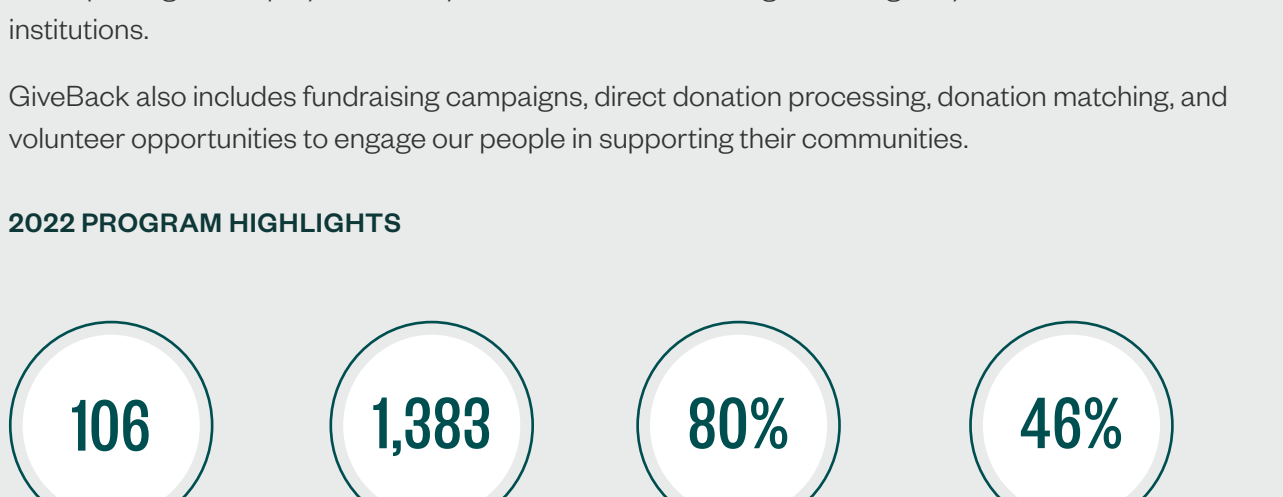 institutions.
GiveBack also includes fundraising campaigns, direct donation processing, donation matching, and
volunteer opportunities to engage our people in supporting their communities.
2022 PROGRAM HIGHLIGHTS
106 1,383 80% 46%